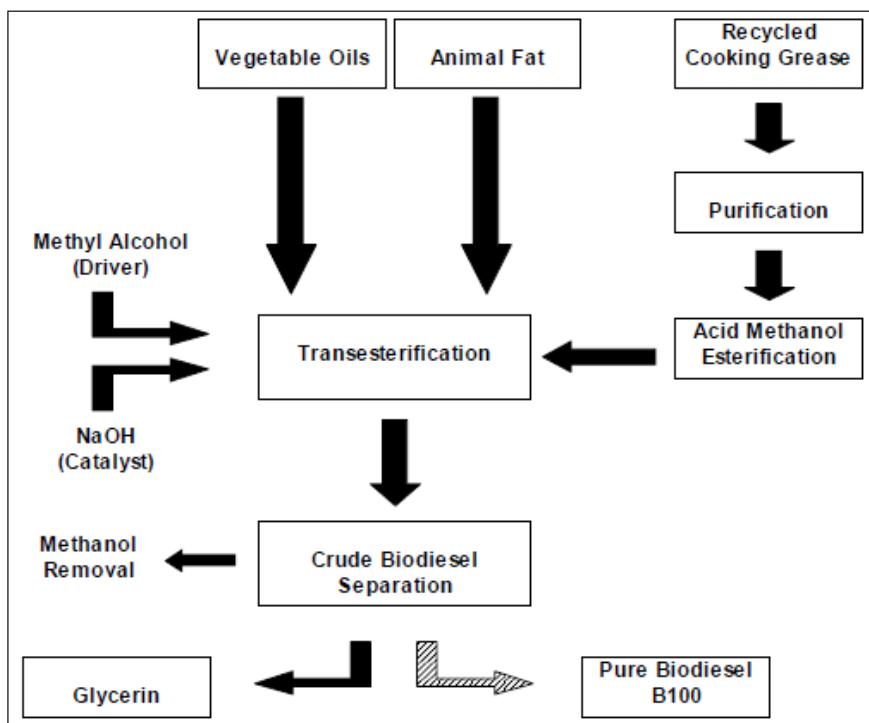 Vegetable Oils
Animal Fat
Recycled
Cooking Grease
Purification
Methyl Alcohol
(Driver)
Transesterification
Acid Methanol
Esterification
NaOH
(Catalyst)
Methanol
Removal
Crude Biodiesel
Separation
Glycerin
Pure Biodiesel
B100